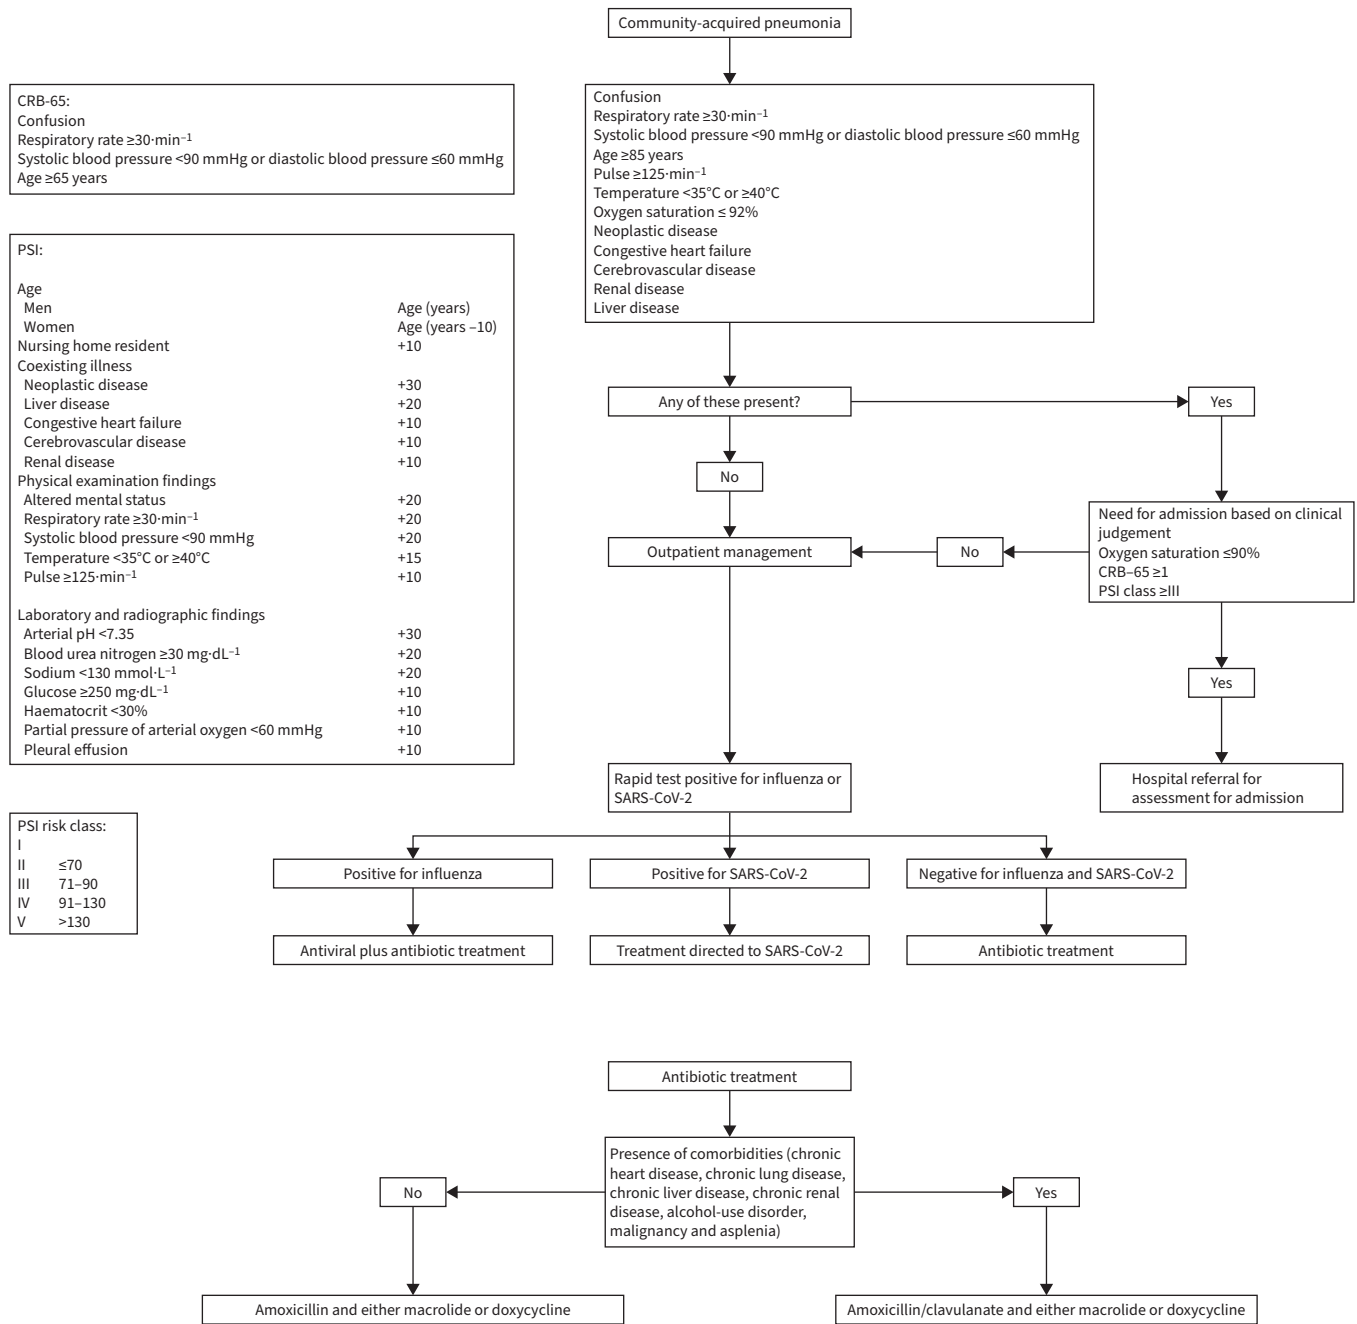 Community-acquired pneumonia
CRB-65:
Confusion
Respiratory rate ≥30·min⁻¹
Systolic blood pressure <90 mmHg or diastolic blood pressure ≤60 mmHg
Age ≥65 years
Confusion
Respiratory rate ≥30·min⁻¹
Systolic blood pressure <90 mmHg or diastolic blood pressure ≤60 mmHg
Age ≥85 years
Pulse ≥125·min⁻¹
Temperature <35°C or ≥40°C
Oxygen saturation ≤ 92%
Neoplastic disease
Congestive heart failure
Cerebrovascular disease
Renal disease
Liver disease
PSI:
Age
Men Age (years)
Women Age (years –10)
Nursing home resident +10
Coexisting illness
Neoplastic disease +30
Liver disease +20
Congestive heart failure +10
Cerebrovascular disease +10
Renal disease +10
Physical examination findings
Altered mental status +20
Respiratory rate ≥30·min⁻¹ +20
Systolic blood pressure <90 mmHg +20
Temperature <35°C or ≥40°C +15
Pulse ≥125·min⁻¹ +10
Laboratory and radiographic findings
Arterial pH <7.35 +30
Blood urea nitrogen ≥30 mg·dL⁻¹ +20
Sodium <130 mmol·L⁻¹ +20
Glucose ≥250 mg·dL⁻¹ +10
Haematocrit <30% +10
Partial pressure of arterial oxygen <60 mmHg +10
Pleural effusion +10
PSI risk class:
I
II ≤70
III 71–90
IV 91–130
V >130
Any of these present?
Yes
No
Need for admission based on clinical
judgement
Oxygen saturation ≤90%
CRB–65 ≥1
PSI class ≥III
No
Outpatient management
Yes
Hospital referral for
assessment for admission
Rapid test positive for influenza or
SARS-CoV-2
Positive for influenza
Positive for SARS-CoV-2
Negative for influenza and SARS-CoV-2
Antiviral plus antibiotic treatment
Treatment directed to SARS-CoV-2
Antibiotic treatment
Antibiotic treatment
Presence of comorbidities (chronic
heart disease, chronic lung disease,
chronic liver disease, chronic renal
disease, alcohol-use disorder,
malignancy and asplenia)
No
Yes
Amoxicillin and either macrolide or doxycycline
Amoxicillin/clavulanate and either macrolide or doxycycline